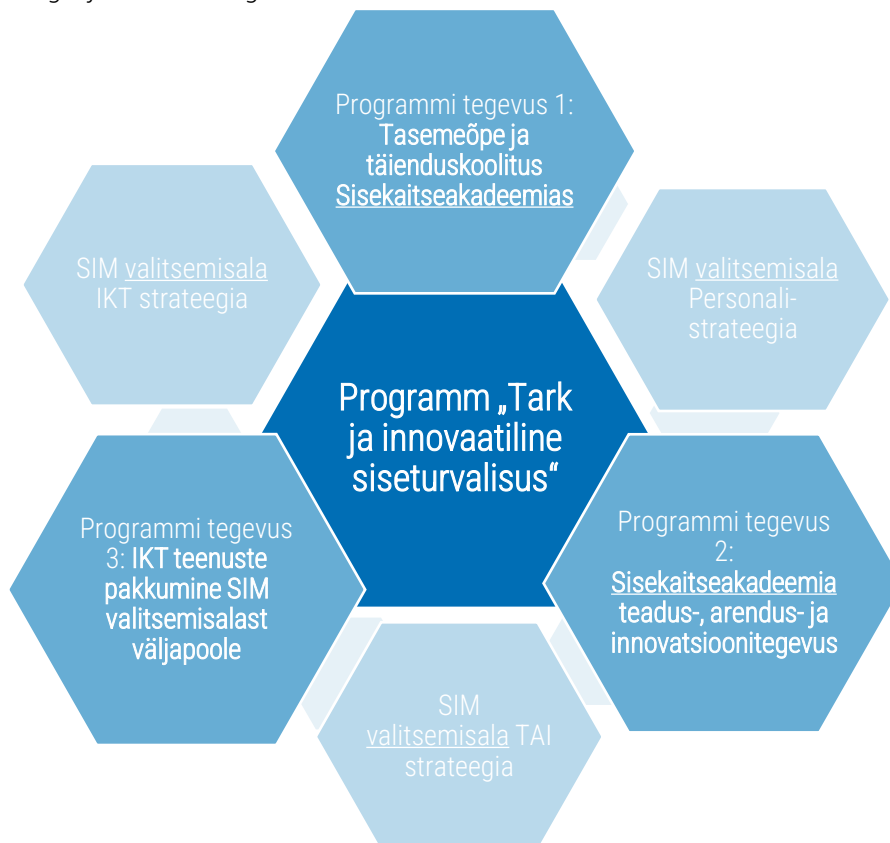 Programmi tegevus 1:
Tasemeõpe ja
täienduskoolitus
Sisekaitseakadeemias
SIM valitsemisala
IKT strateegia
SIM valitsemisala
Personali-
strateegia
Programm „Tark
ja innovaatiline
siseturvalisus“
Programmi tegevus
3: IKT teenuste
pakkumine SIM
valitsemisalast
väljapoole
Programmi tegevus
2:
Sisekaitseakadeemia
teadus-, arendus- ja
innovatsioonitegevus
SIM
valitsemisala TAI
strateegia